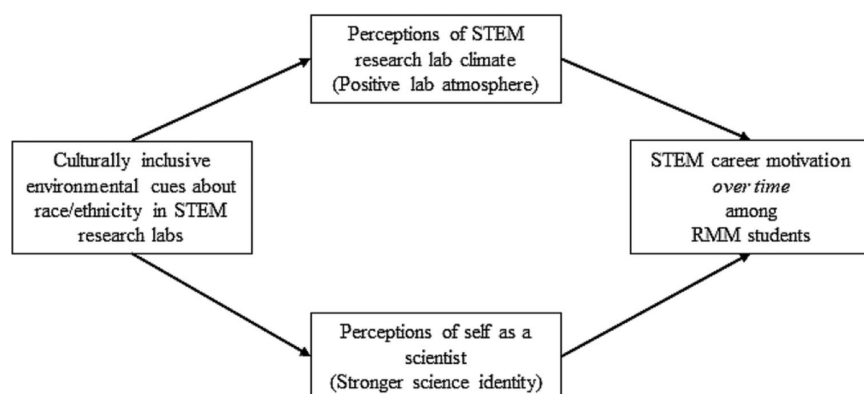 Perceptions of STEM
research lab climate
(Positive lab atmosphere)
Culturally inclusive
environmental cues about
race/ethnicity in STEM
research labs
STEM career motivation
over time
among
RMM students
Perceptions of self as a
scientist
(Stronger science identity)